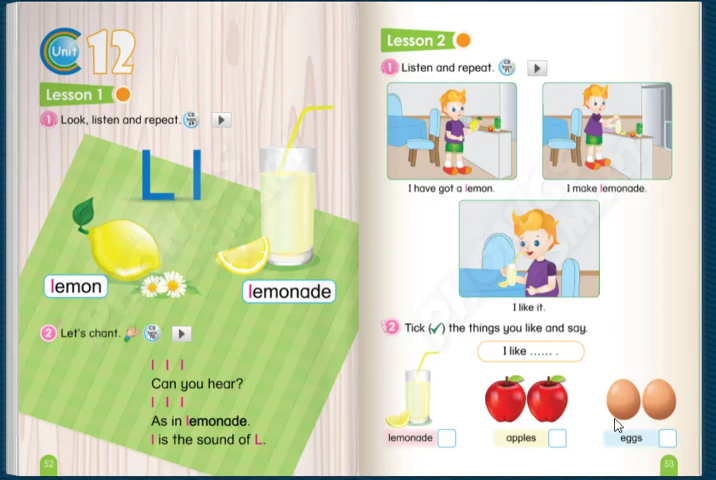 Unit 12
Lesson 1
1 Look, listen and repeat.
Ll
lemon
lemonade
2 Let's chant.
l l l
Can you hear?
l l l
As in lemonade.
l is the sound of L.
52
Lesson 2
1 Listen and repeat.
I have got a lemon.
I make lemonade.
I like it.
2 Tick (✓) the things you like and say.
I like ...... .
lemonade
apples
eggs
53